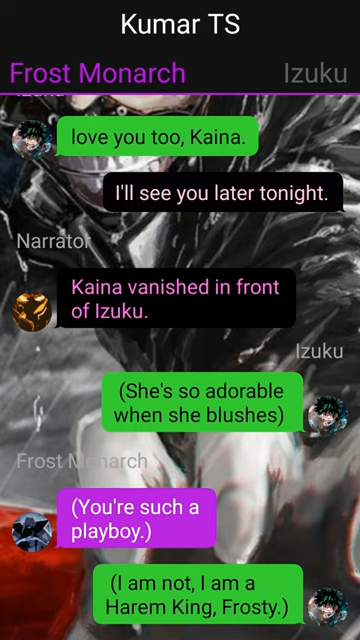 Kumar TS
Frost Monarch
Izuku
love you too, Kaina.
I'll see you later tonight.
Narrator
Kaina vanished in front
of Izuku.
Izuku
(She's so adorable
when she blushes)
Frost Monarch
(You're such a
playboy.)
(I am not, I am a
Harem King, Frosty.)